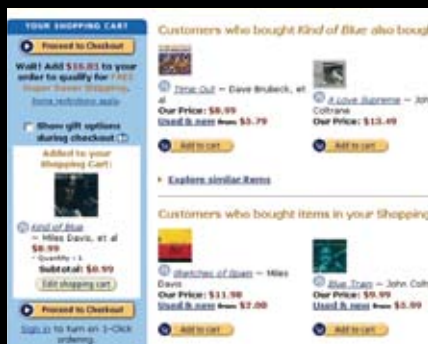 YOUR SHOPPING CART
Proceed to Checkout
Wait! Add $16.01 to your
order to qualify for FREE
Super Saver Shipping.
Some restrictions apply.
Show gift options
during checkout (?)
Added to your
Shopping Cart:
Kind of Blue
~ Miles Davis, et al
$8.99
- Quantity: 1
Subtotal: $8.99
Edit shopping cart
Proceed to Checkout
Sign in to turn on 1-Click
ordering.
Customers who bought Kind of Blue also bough
Time Out ~ Dave Brubeck, et
al
Our Price: $8.99
Used & new from $5.79
Add to cart
A Love Supreme ~ John
Coltrane
Our Price: $13.49
Add to cart
Explore similar items
Customers who bought items in your Shopping
Sketches of Spain ~ Miles
Davis
Our Price: $11.98
Used & new from $7.00
Add to cart
Blue Train ~ John Colt
Our Price: $9.99
Used & new from $5.99
Add to cart